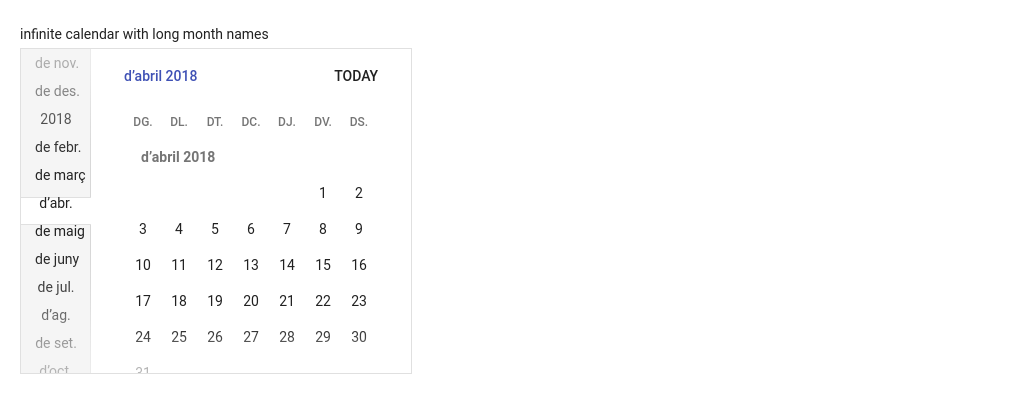 infinite calendar with long month names
de nov.
de des.
2018
de febr.
de març
d’abr.
de maig
de juny
de jul.
d’ag.
de set.
d’oct.
d’abril 2018 TODAY
DG. DL. DT. DC. DJ. DV. DS.
d’abril 2018
1 2
3 4 5 6 7 8 9
10 11 12 13 14 15 16
17 18 19 20 21 22 23
24 25 26 27 28 29 30
31